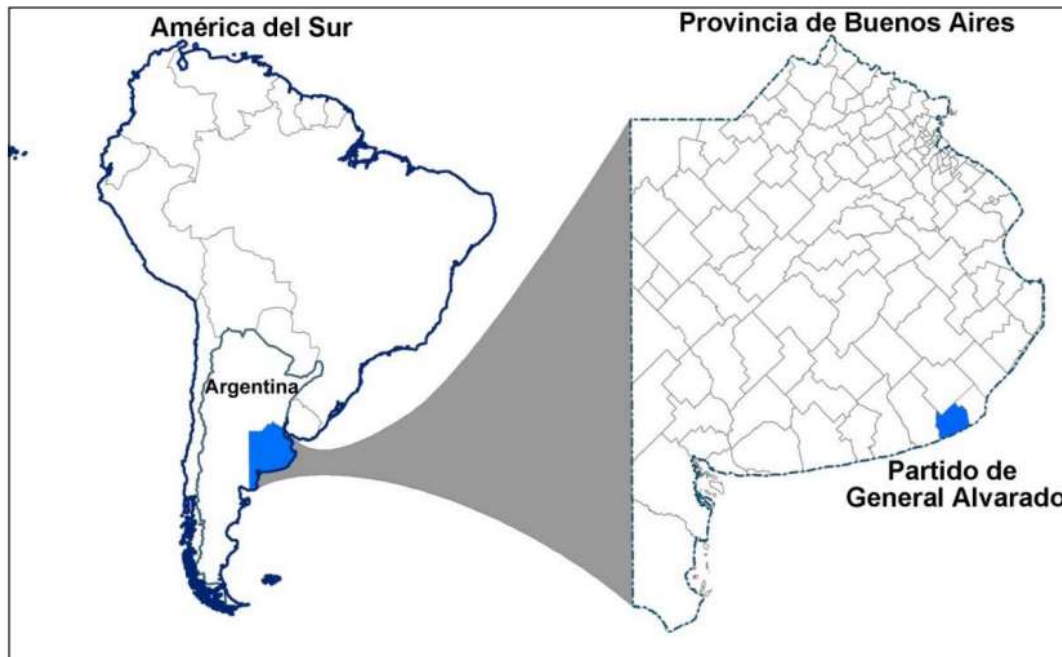 América del Sur
Provincia de Buenos Aires
Argentina
Partido de
General Alvarado